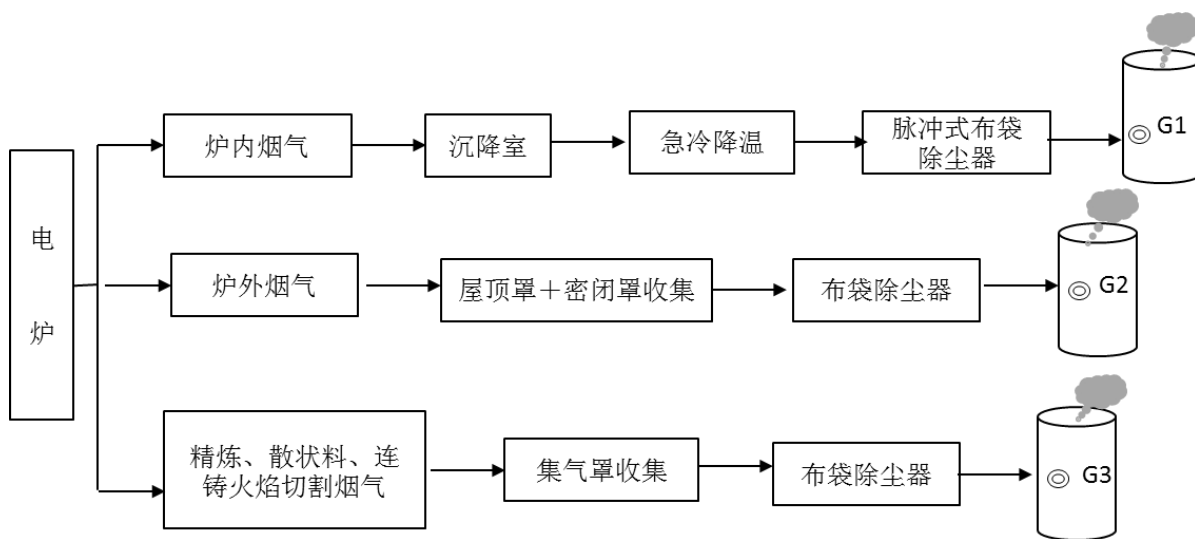 电
炉
炉内烟气
沉降室
急冷降温
脉冲式布袋
除尘器
G1
炉外烟气
屋顶罩＋密闭罩收集
布袋除尘器
G2
精炼、散状料、连
铸火焰切割烟气
集气罩收集
布袋除尘器
G3